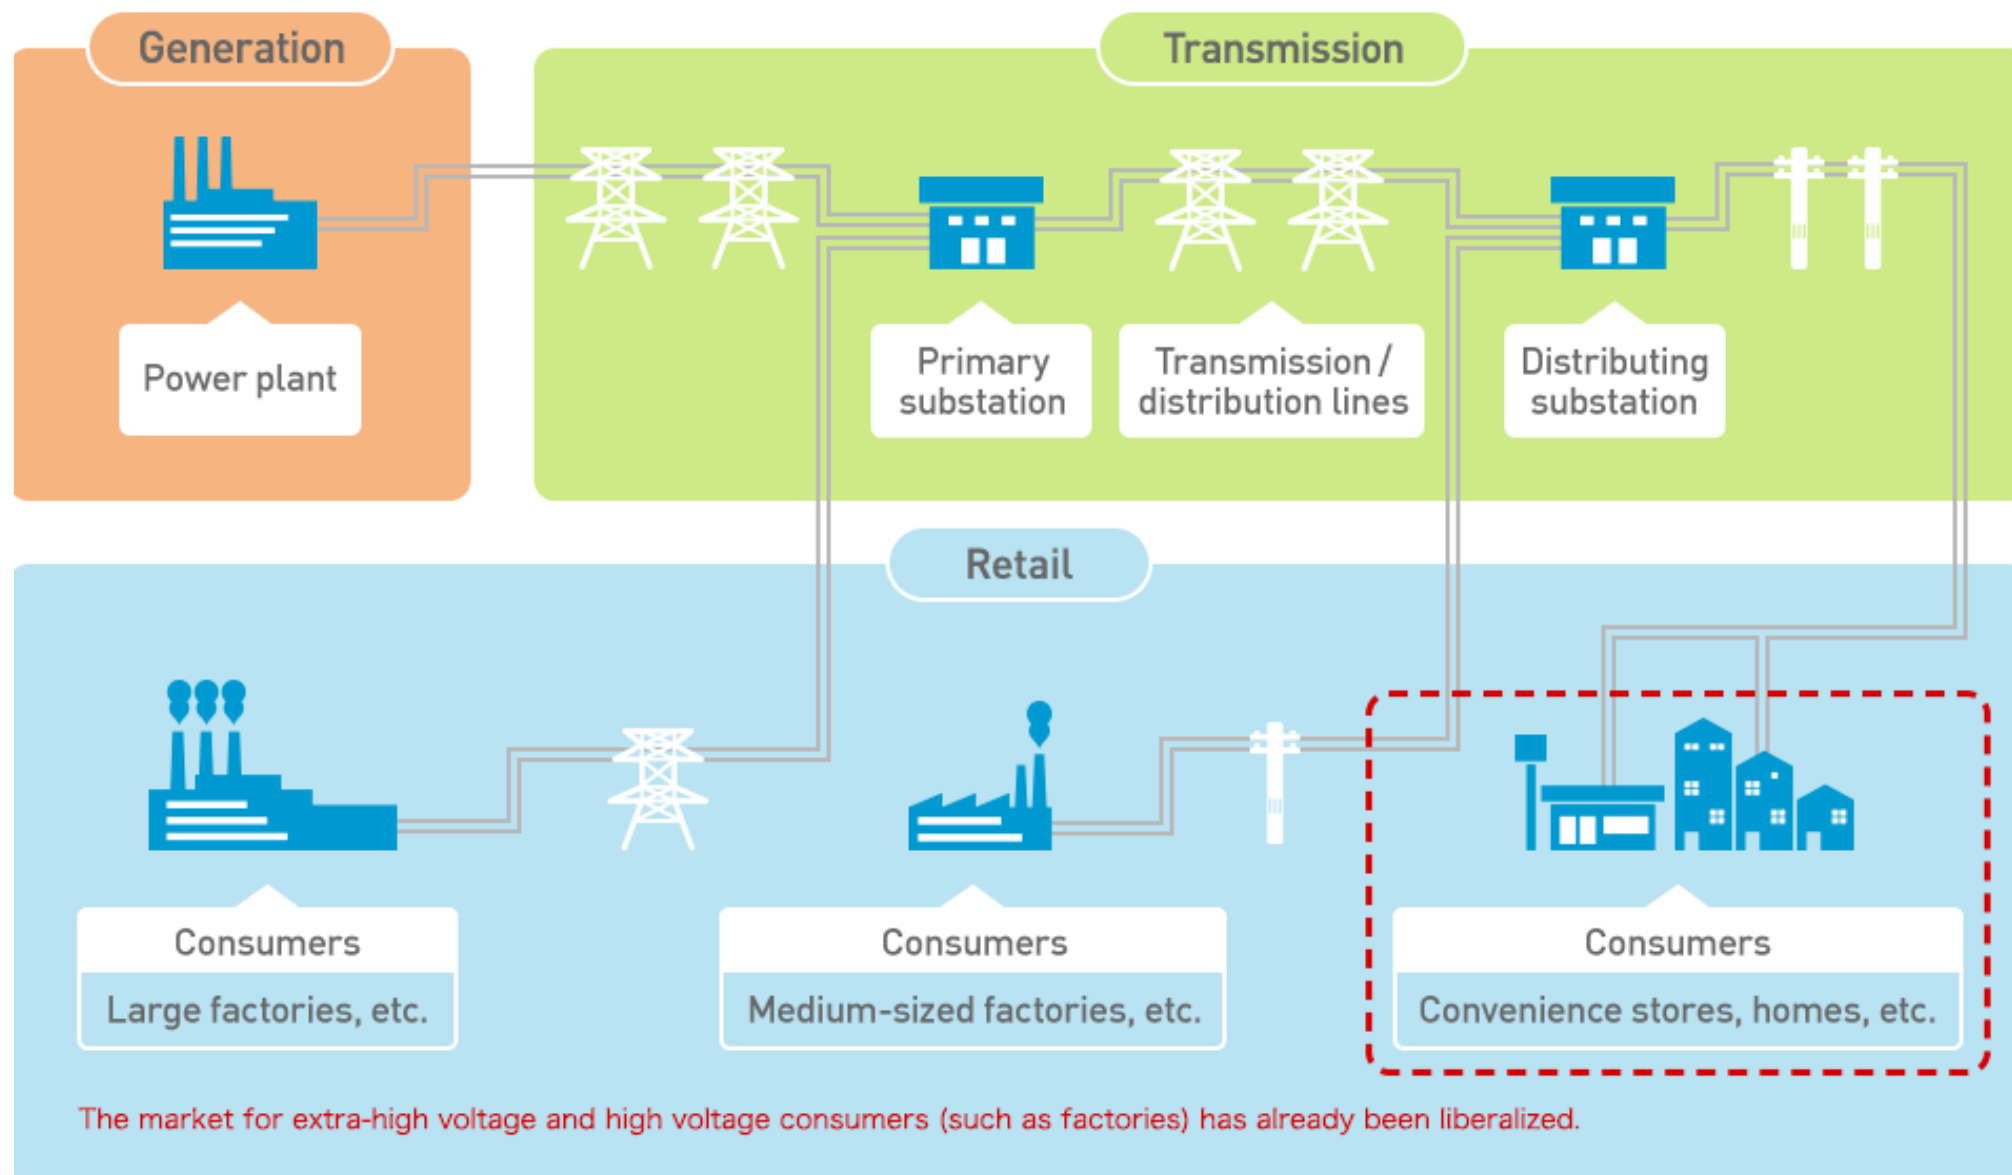 Generation
Transmission
Power plant
Primary
substation
Transmission /
distribution lines
Distributing
substation
Retail
Consumers
Large factories, etc.
Consumers
Medium-sized factories, etc.
Consumers
Convenience stores, homes, etc.
The market for extra-high voltage and high voltage consumers (such as factories) has already been liberalized.